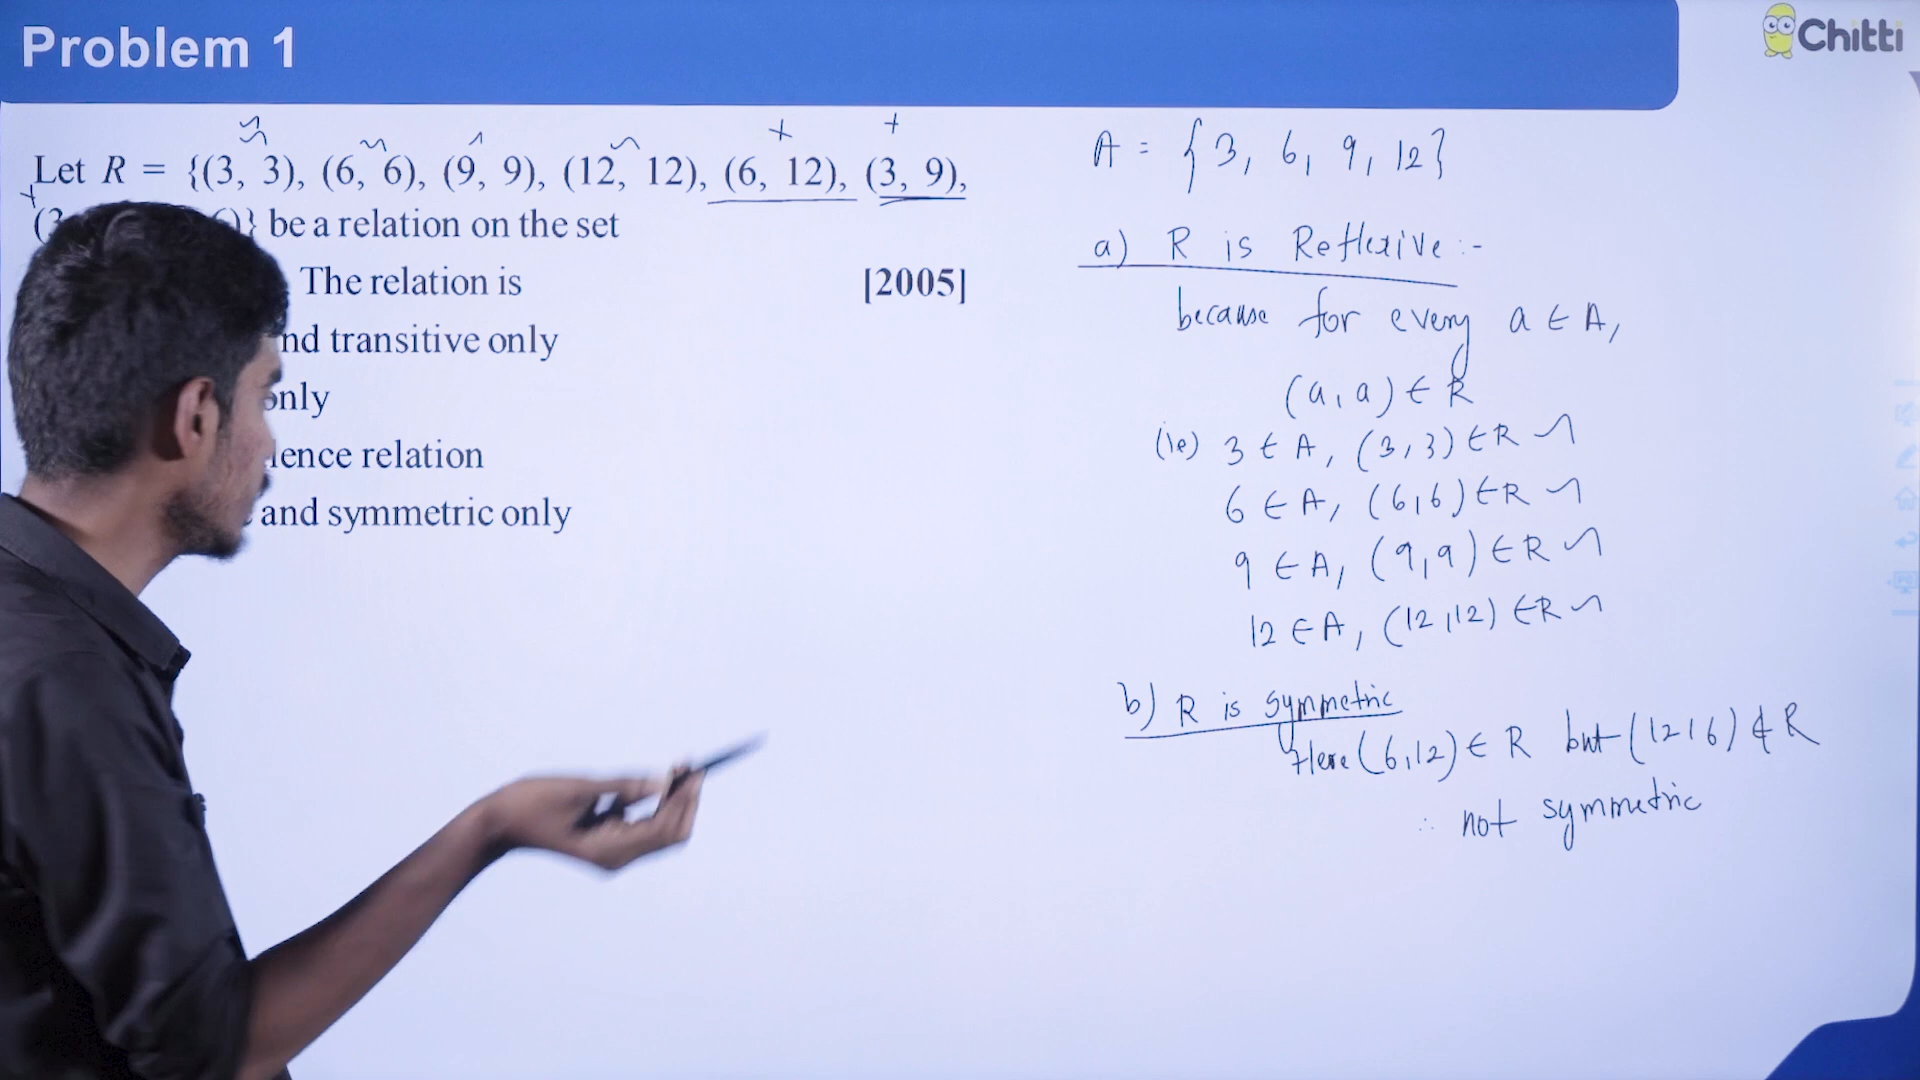 Problem 1
Chitti
Let R = {(3, 3), (6, 6), (9, 9), (12, 12), (6, 12), (3, 9),
(3 )} be a relation on the set
The relation is [2005]
nd transitive only
only
lence relation
and symmetric only
A = {3, 6, 9, 12}
a) R is Reflexive :-
because for every a ∈ A,
(a, a) ∈ R
(ie) 3 ∈ A, (3, 3) ∈ R
6 ∈ A, (6, 6) ∈ R
9 ∈ A, (9, 9) ∈ R
12 ∈ A, (12, 12) ∈ R
b) R is symmetric
Here (6, 12) ∈ R but (12, 6) ∉ R
∴ not symmetric